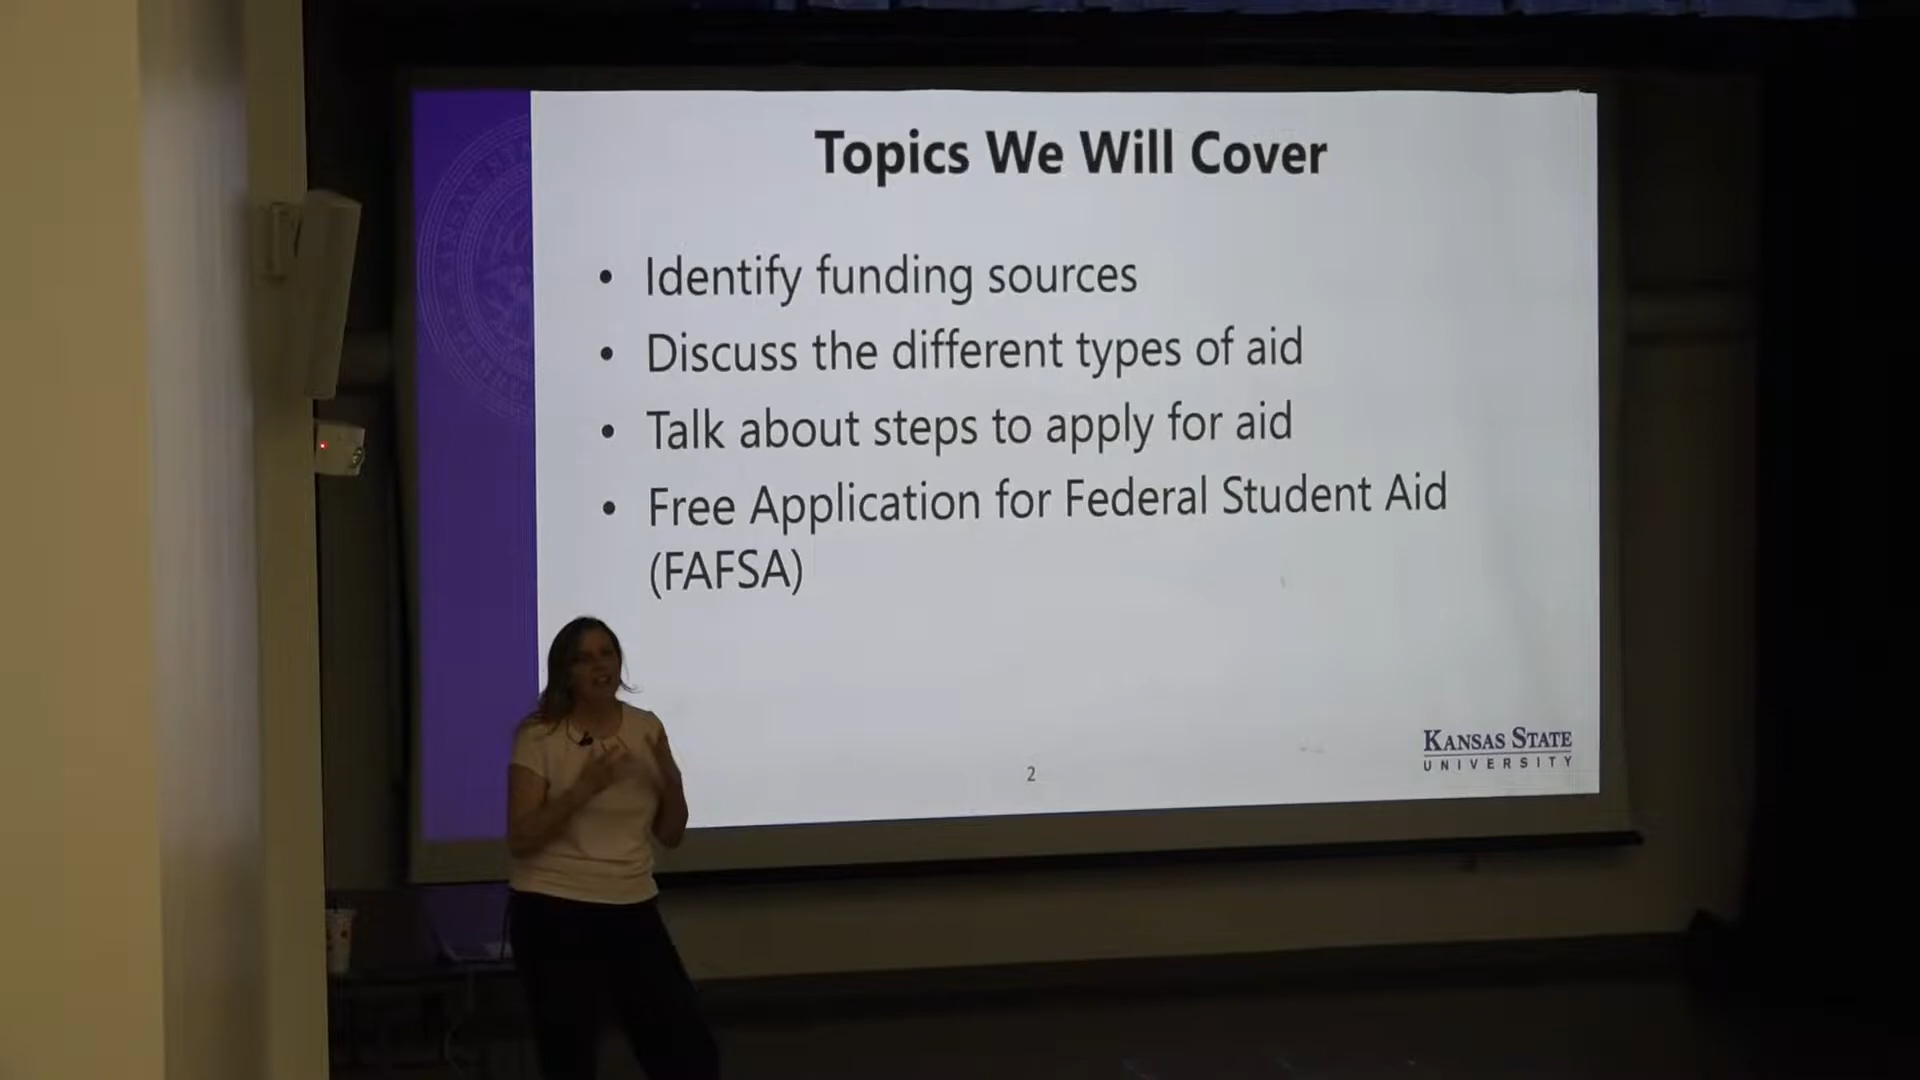 Topics We Will Cover
• Identify funding sources
• Discuss the different types of aid
• Talk about steps to apply for aid
• Free Application for Federal Student Aid
(FAFSA)
KANSAS STATE
UNIVERSITY
2